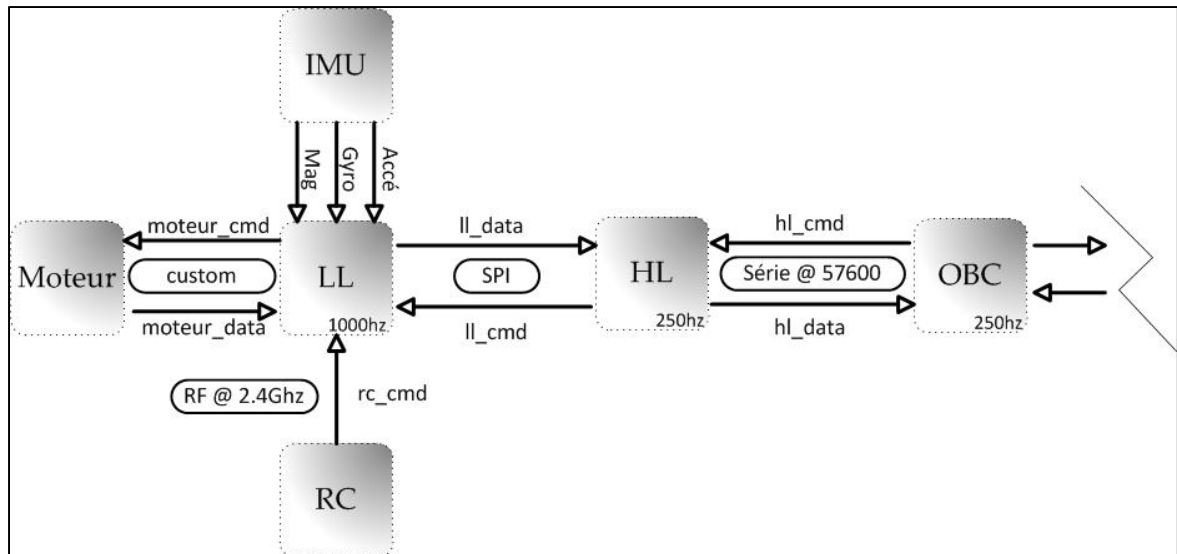 IMU
Mag
Gyro
Accé
moteur_cmd
ll_data
hl_cmd
Moteur
custom
LL
SPI
HL
Série @ 57600
OBC
moteur_data
1000hz
ll_cmd
250hz
hl_data
250hz
RF @ 2.4Ghz
rc_cmd
RC